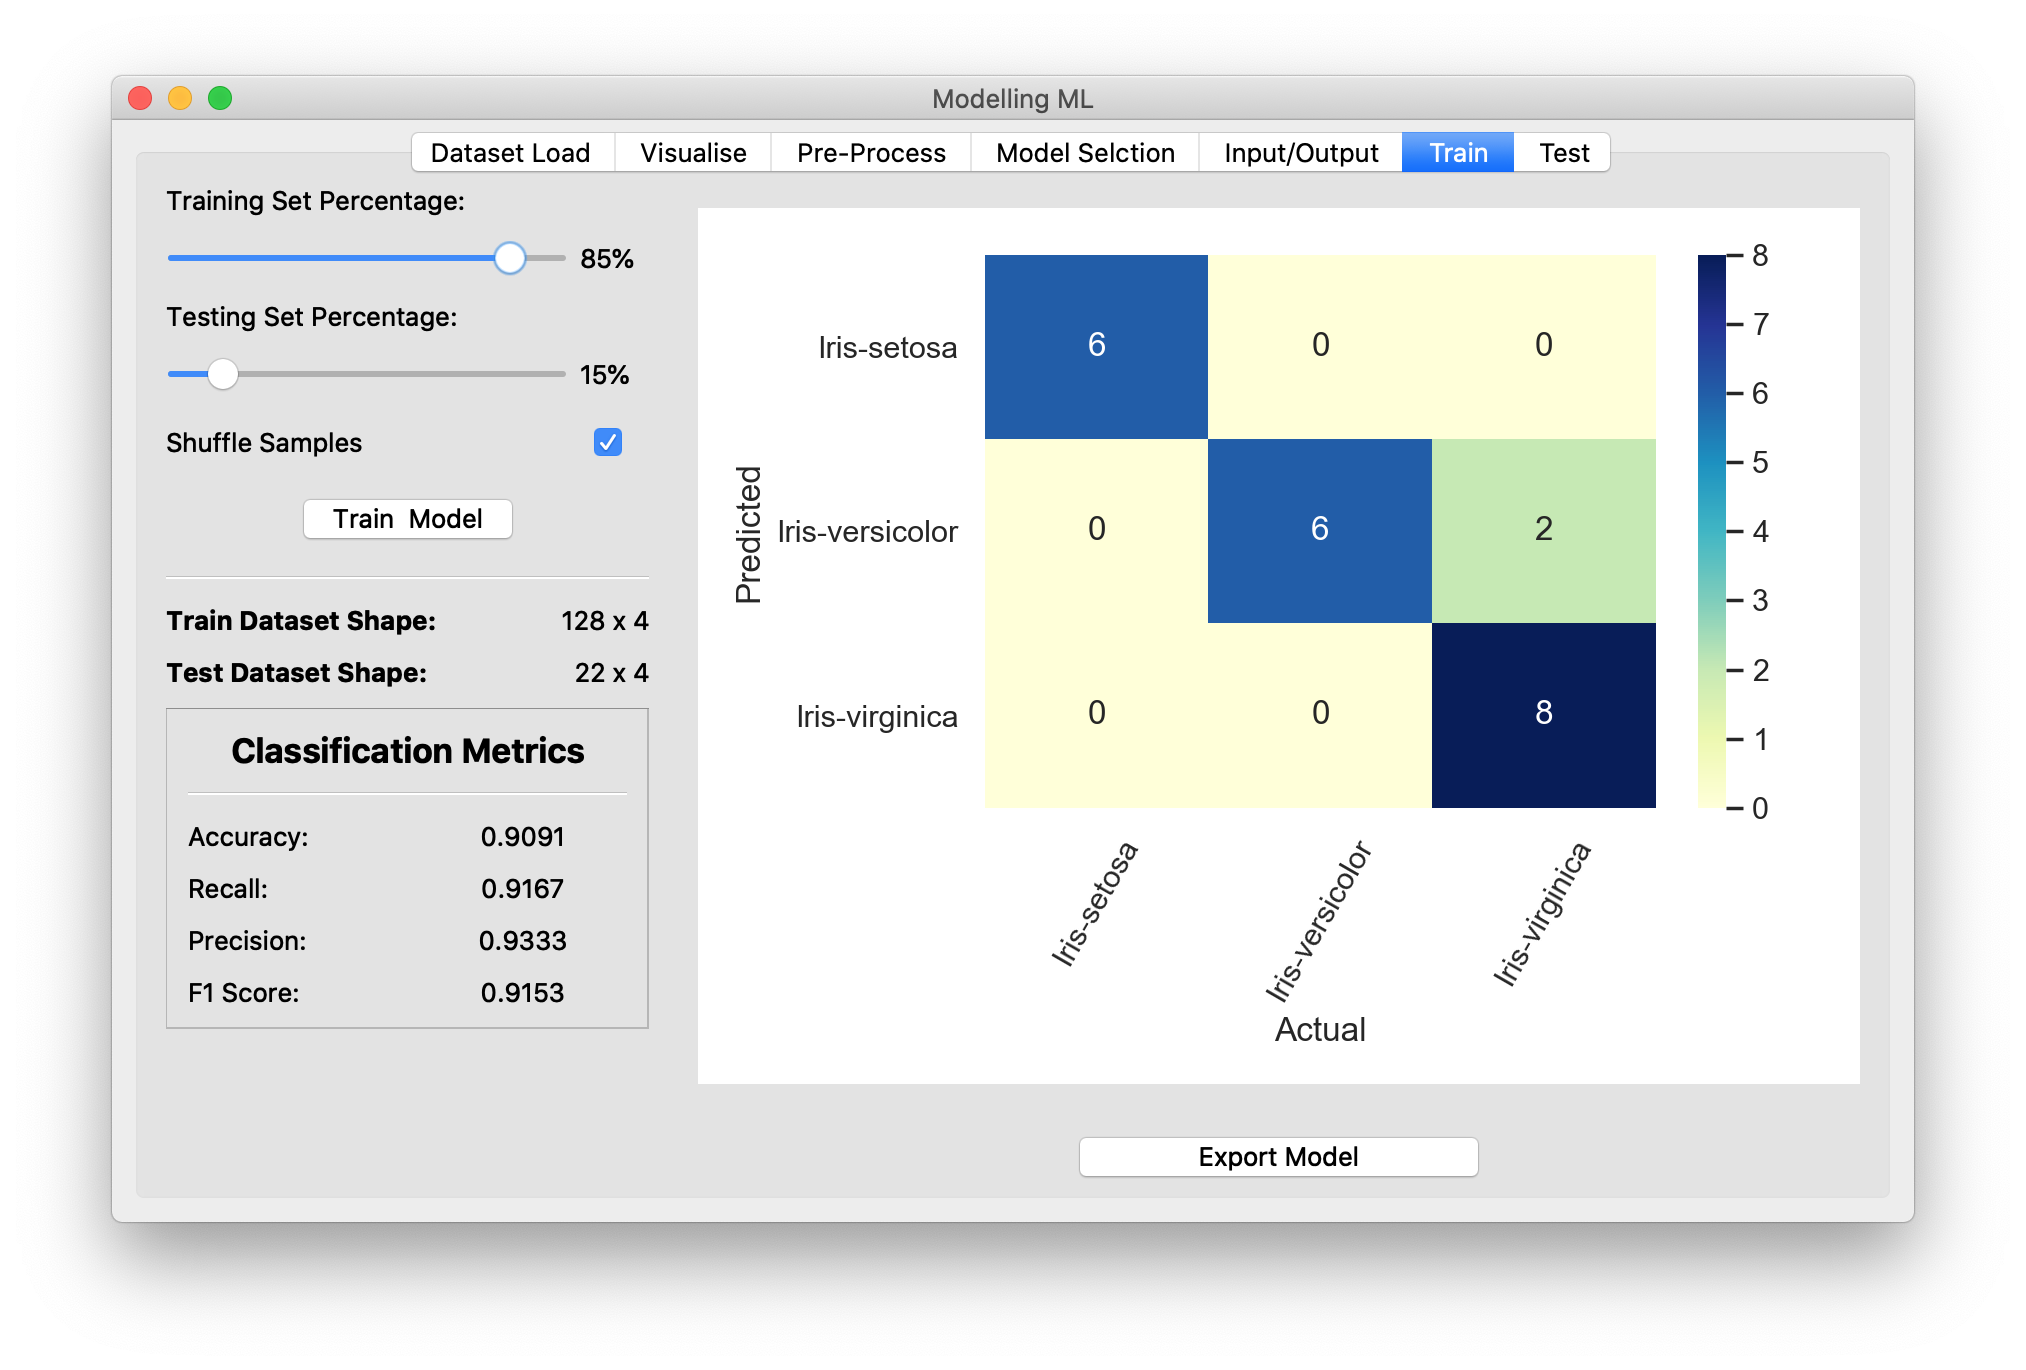 Modelling ML
Dataset Load Visualise Pre-Process Model Selction Input/Output Train Test
Training Set Percentage:
85%
Testing Set Percentage:
15%
Shuffle Samples
Train Model
Train Dataset Shape: 128 x 4
Test Dataset Shape: 22 x 4
Classification Metrics
Accuracy: 0.9091
Recall: 0.9167
Precision: 0.9333
F1 Score: 0.9153
Predicted
Iris-setosa 6 0 0
Iris-versicolor 0 6 2
Iris-virginica 0 0 8
Iris-setosa Iris-versicolor Iris-virginica
Actual
8
7
6
5
4
3
2
1
0
Export Model